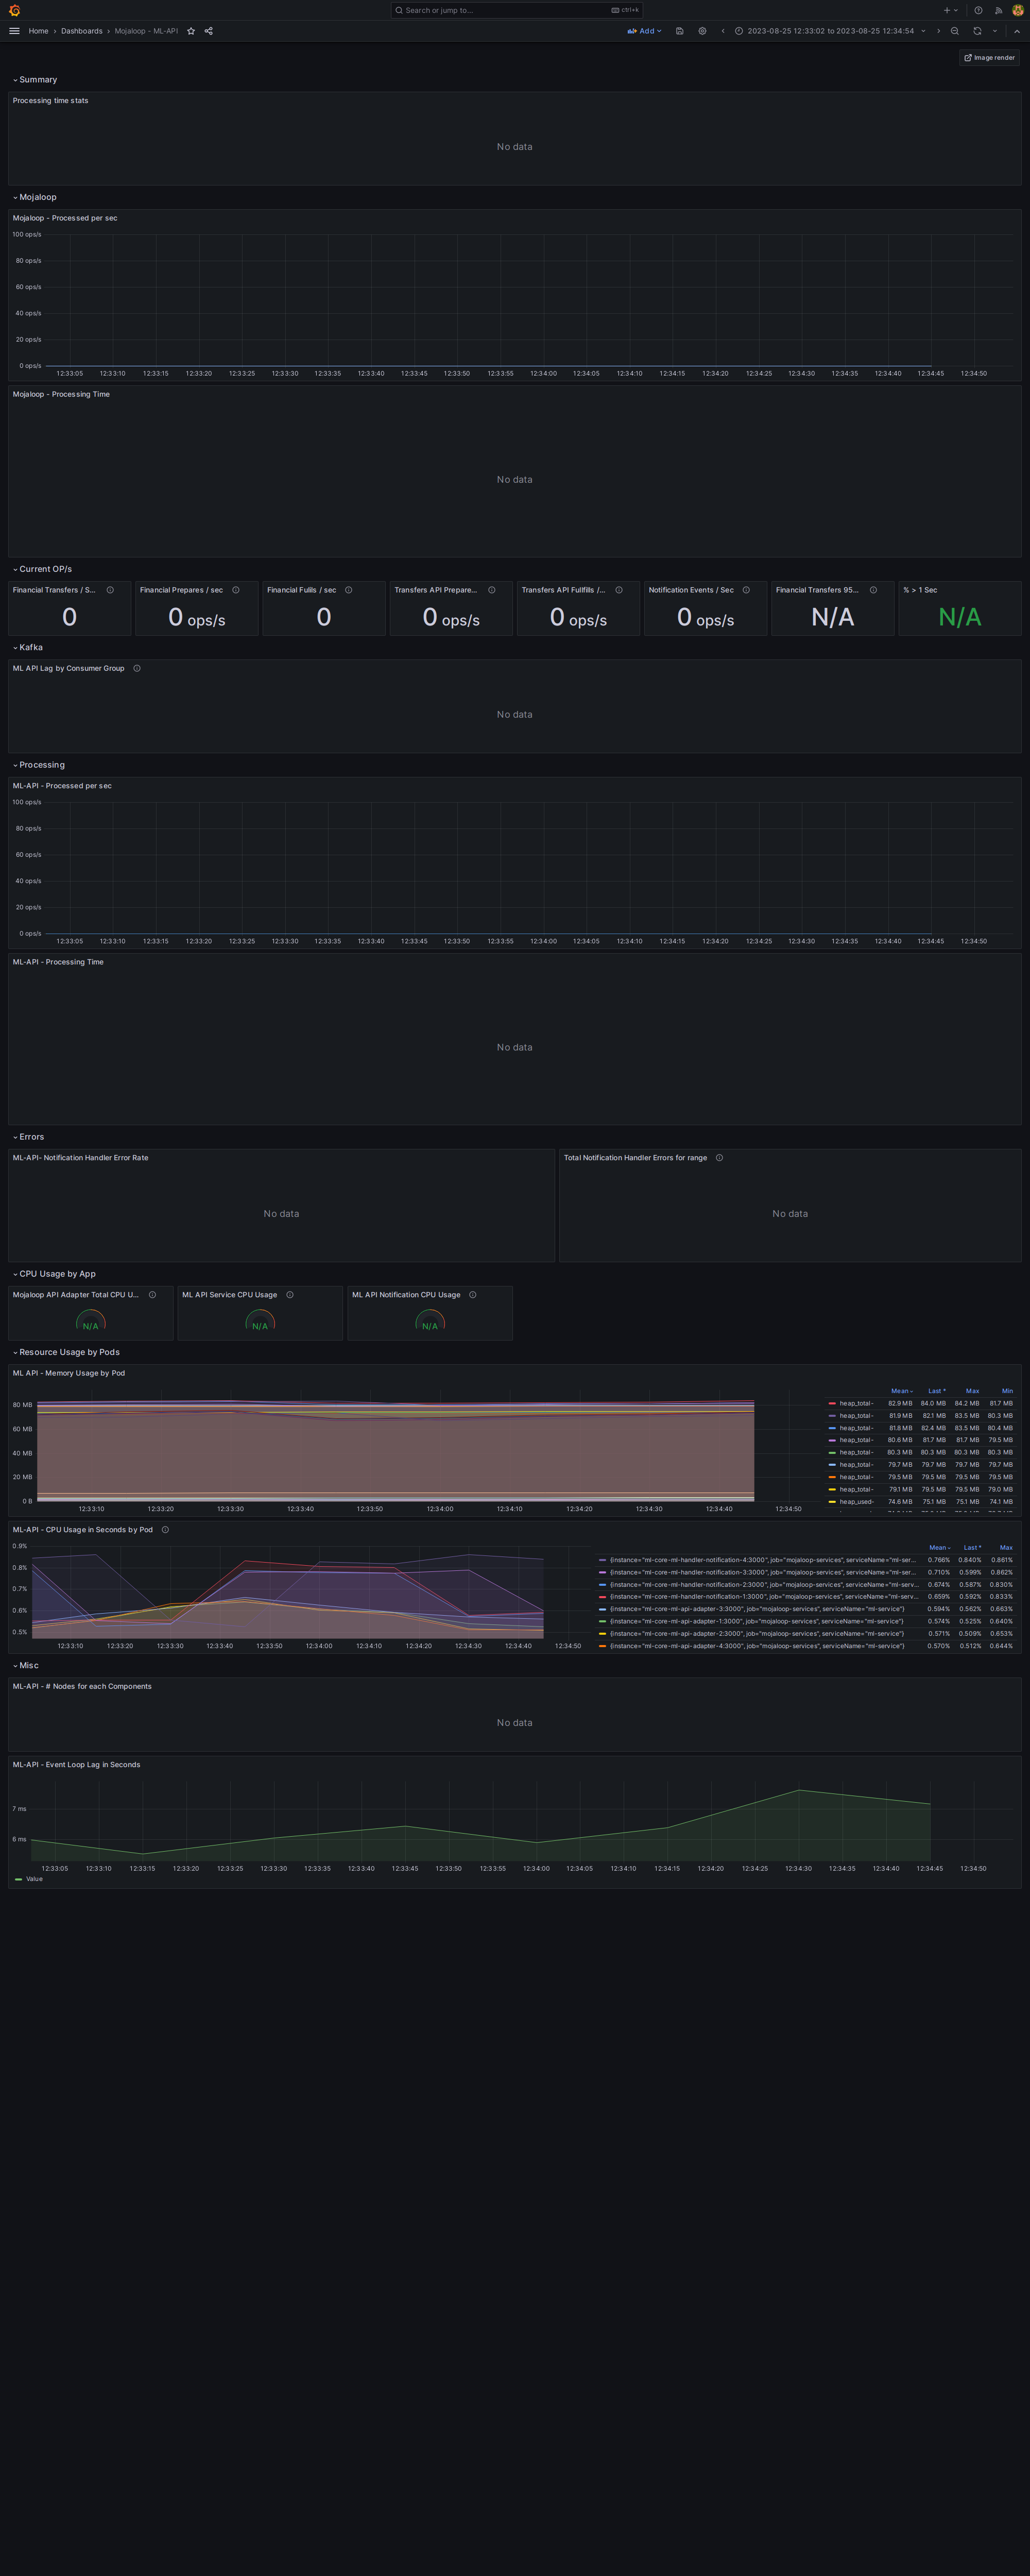 Search or jump to...
ctrl+k
Home › Dashboards › Mojaloop - ML-API
Add
2023-08-25 12:33:02 to 2023-08-25 12:34:54
Image render
Summary
Processing time stats
No data
Mojaloop
Mojaloop - Processed per sec
100 ops/s
80 ops/s
60 ops/s
40 ops/s
20 ops/s
0 ops/s
12:33:05 12:33:10 12:33:15 12:33:20 12:33:25 12:33:30 12:33:35 12:33:40 12:33:45 12:33:50 12:33:55 12:34:00 12:34:05 12:34:10 12:34:15 12:34:20 12:34:25 12:34:30 12:34:35 12:34:40 12:34:45 12:34:50
Mojaloop - Processing Time
No data
Current OP/s
Financial Transfers / S... Financial Prepares / sec Financial Fuills / sec Transfers API Prepare... Transfers API Fullfills /... Notification Events / Sec Financial Transfers 95... % > 1 Sec
0 0 ops/s 0 0 ops/s 0 ops/s 0 ops/s N/A N/A
Kafka
ML API Lag by Consumer Group
No data
Processing
ML-API - Processed per sec
100 ops/s
80 ops/s
60 ops/s
40 ops/s
20 ops/s
0 ops/s
12:33:05 12:33:10 12:33:15 12:33:20 12:33:25 12:33:30 12:33:35 12:33:40 12:33:45 12:33:50 12:33:55 12:34:00 12:34:05 12:34:10 12:34:15 12:34:20 12:34:25 12:34:30 12:34:35 12:34:40 12:34:45 12:34:50
ML-API - Processing Time
No data
Errors
ML-API- Notification Handler Error Rate
No data
Total Notification Handler Errors for range
No data
CPU Usage by App
Mojaloop API Adapter Total CPU U... ML API Service CPU Usage ML API Notification CPU Usage
N/A N/A N/A
Resource Usage by Pods
ML API - Memory Usage by Pod
80 MB
60 MB
40 MB
20 MB
0 B
12:33:10 12:33:20 12:33:30 12:33:40 12:33:50 12:34:00 12:34:10 12:34:20 12:34:30 12:34:40 12:34:50
Mean Last * Max Min
heap_total- 82.9 MB 84.0 MB 84.2 MB 81.7 MB
heap_total- 81.9 MB 82.1 MB 83.5 MB 80.3 MB
heap_total- 81.8 MB 82.4 MB 83.5 MB 80.4 MB
heap_total- 80.6 MB 81.7 MB 81.7 MB 79.5 MB
heap_total- 80.3 MB 80.3 MB 80.3 MB 80.3 MB
heap_total- 79.7 MB 79.7 MB 79.7 MB 79.7 MB
heap_total- 79.5 MB 79.5 MB 79.5 MB 79.5 MB
heap_total- 79.1 MB 79.5 MB 79.5 MB 79.0 MB
heap_used- 74.6 MB 75.1 MB 75.1 MB 74.1 MB
ML-API - CPU Usage in Seconds by Pod
0.9%
0.8%
0.7%
0.6%
0.5%
12:33:10 12:33:20 12:33:30 12:33:40 12:33:50 12:34:00 12:34:10 12:34:20 12:34:30 12:34:40 12:34:50
Mean Last * Max
{instance="ml-core-ml-handler-notification-4:3000", job="mojaloop-services", serviceName="ml-ser... 0.766% 0.840% 0.861%
{instance="ml-core-ml-handler-notification-3:3000", job="mojaloop-services", serviceName="ml-ser... 0.710% 0.599% 0.862%
{instance="ml-core-ml-handler-notification-2:3000", job="mojaloop-services", serviceName="ml-serv... 0.674% 0.587% 0.830%
{instance="ml-core-ml-handler-notification-1:3000", job="mojaloop-services", serviceName="ml-serv... 0.659% 0.592% 0.833%
{instance="ml-core-ml-api-adapter-3:3000", job="mojaloop-services", serviceName="ml-service"} 0.594% 0.562% 0.663%
{instance="ml-core-ml-api-adapter-1:3000", job="mojaloop-services", serviceName="ml-service"} 0.574% 0.525% 0.640%
{instance="ml-core-ml-api-adapter-2:3000", job="mojaloop-services", serviceName="ml-service"} 0.571% 0.509% 0.653%
{instance="ml-core-ml-api-adapter-4:3000", job="mojaloop-services", serviceName="ml-service"} 0.570% 0.512% 0.644%
Misc
ML-API - # Nodes for each Components
No data
ML-API - Event Loop Lag in Seconds
7 ms
6 ms
12:33:05 12:33:10 12:33:15 12:33:20 12:33:25 12:33:30 12:33:35 12:33:40 12:33:45 12:33:50 12:33:55 12:34:00 12:34:05 12:34:10 12:34:15 12:34:20 12:34:25 12:34:30 12:34:35 12:34:40 12:34:45 12:34:50
Value